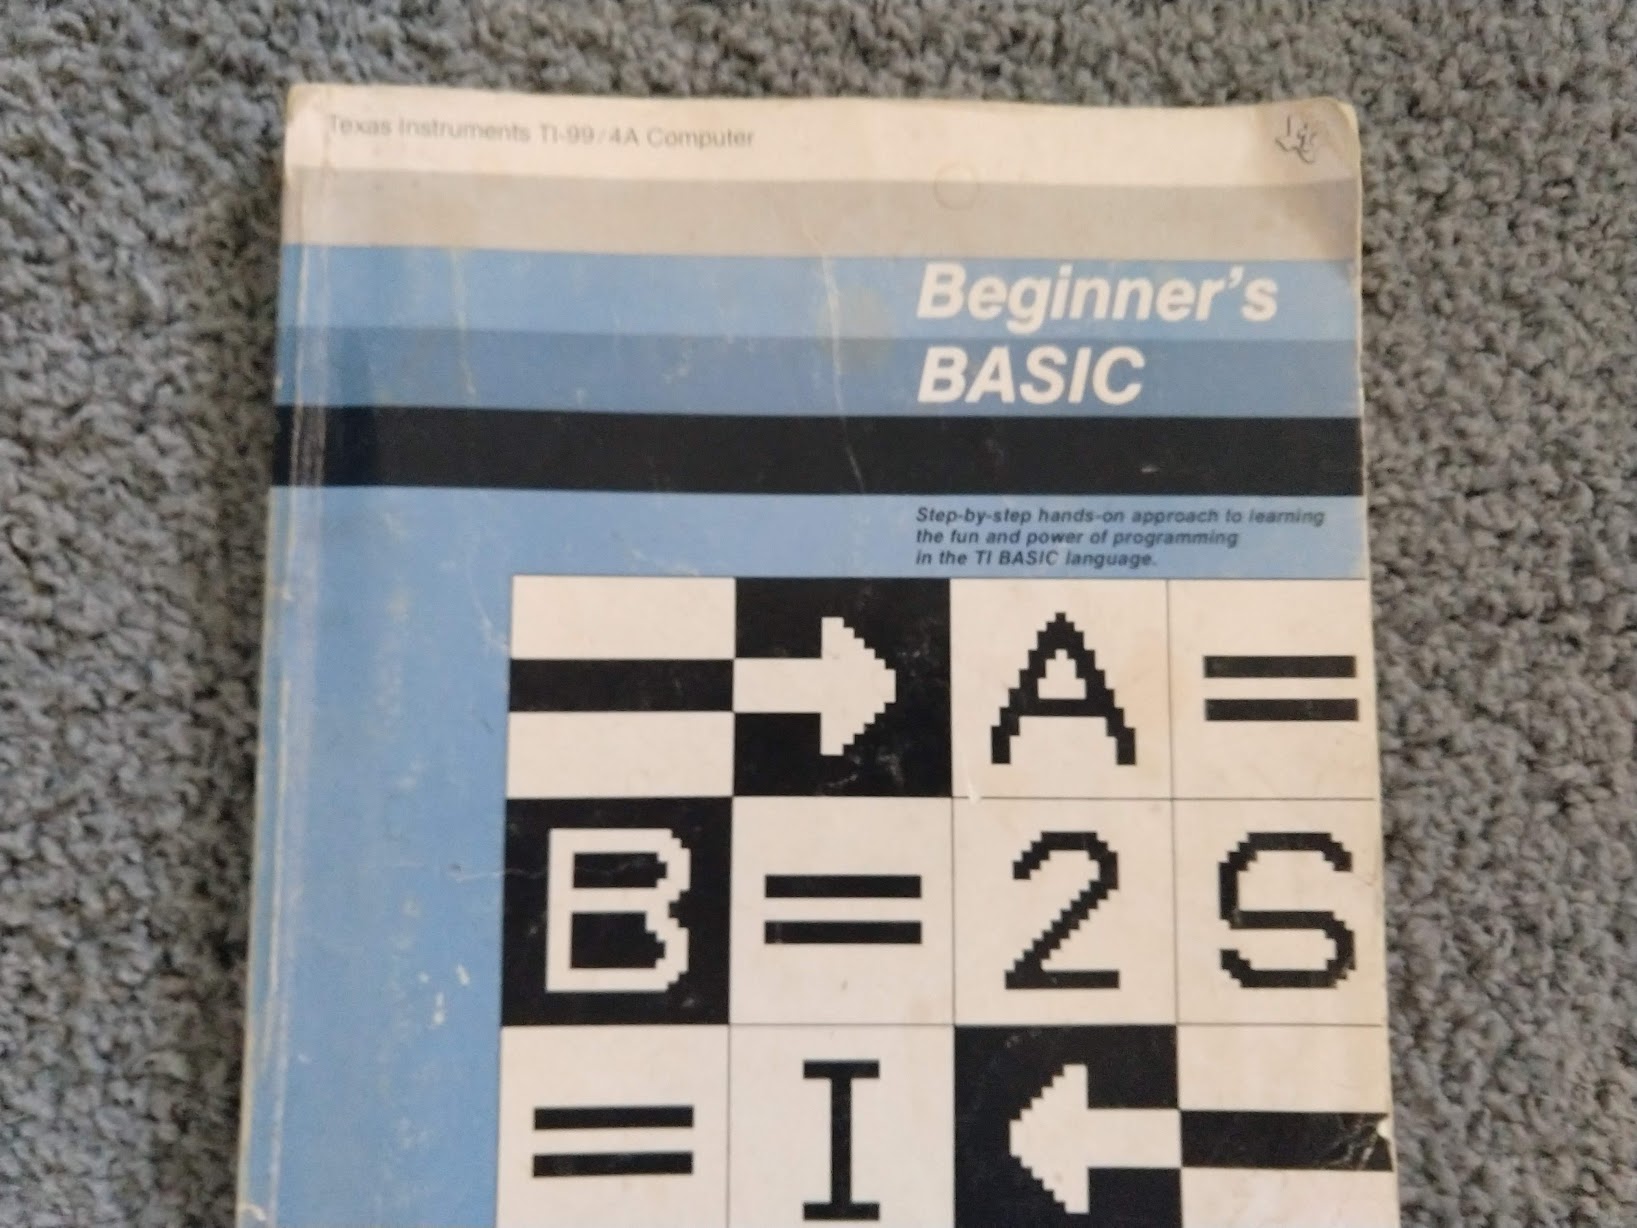 Texas Instruments TI-99/4A Computer
Beginner's
BASIC
Step-by-step hands-on approach to learning
the fun and power of programming
in the TI BASIC language.
A =
B = 2 S
= I